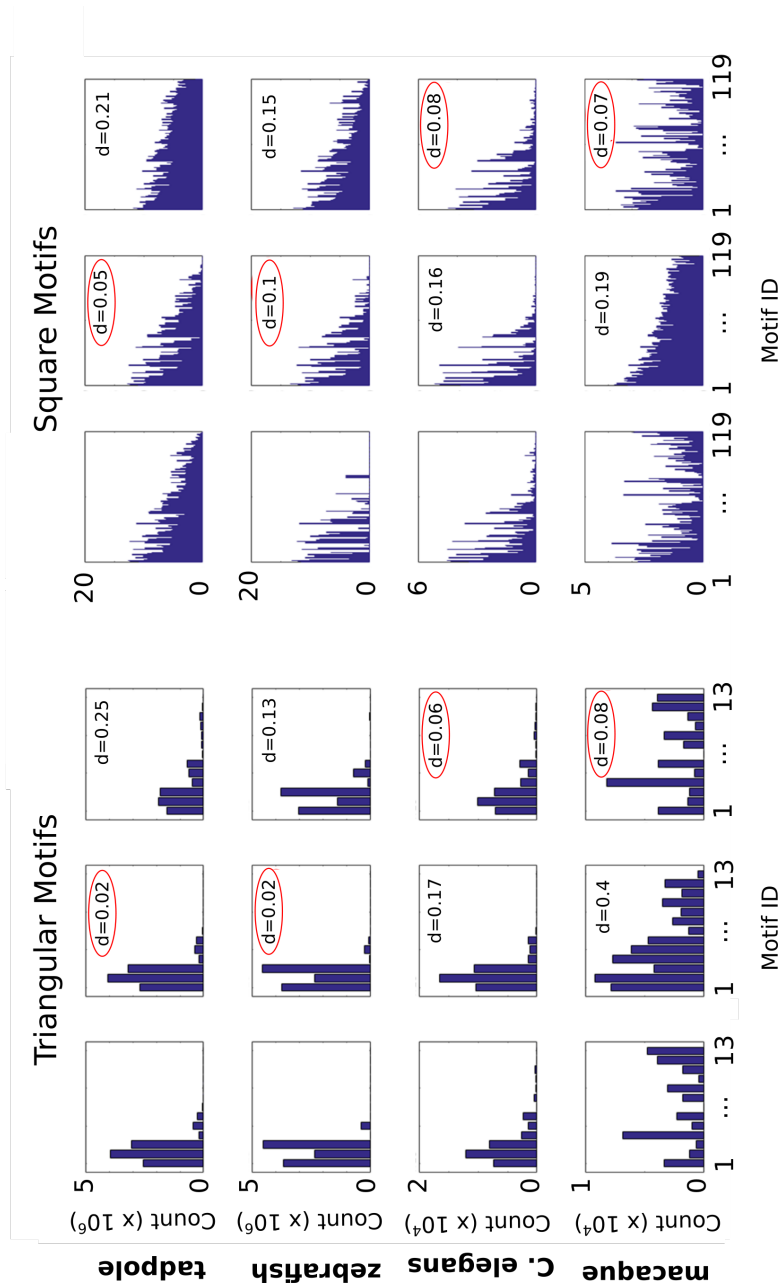 Triangular Motifs
Square Motifs
tadpole
Count (x 10⁶)
5
0
d=0.02
d=0.25
20
0
d=0.05
d=0.21
zebrafish
Count (x 10⁶)
5
0
d=0.02
d=0.13
20
0
d=0.1
d=0.15
C. elegans
Count (x 10⁴)
2
0
d=0.17
d=0.06
6
0
d=0.16
d=0.08
macaque
Count (x 10⁴)
1
0
d=0.4
d=0.08
5
0
d=0.19
d=0.07
1 ... 13
1 ... 13
1 ... 13
1 ... 119
1 ... 119
1 ... 119
Motif ID
Motif ID